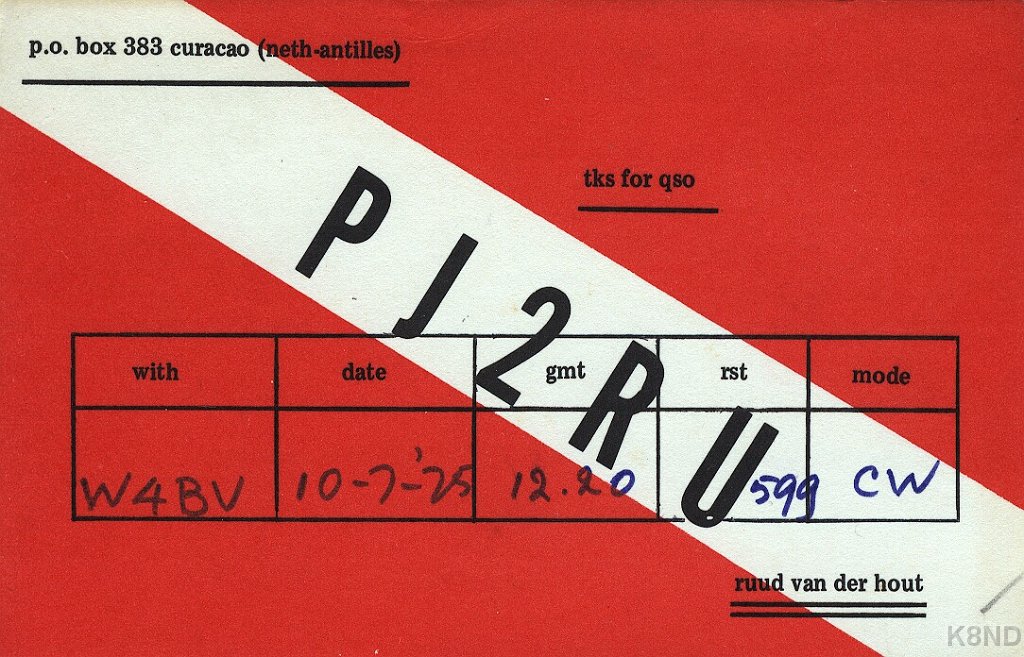 p.o. box 383 curacao (neth-antilles)
tks for qso
PJ2RU
with date gmt rst mode
W4BV 10-7-'75 12.20 599 CW
ruud van der hout
K8ND